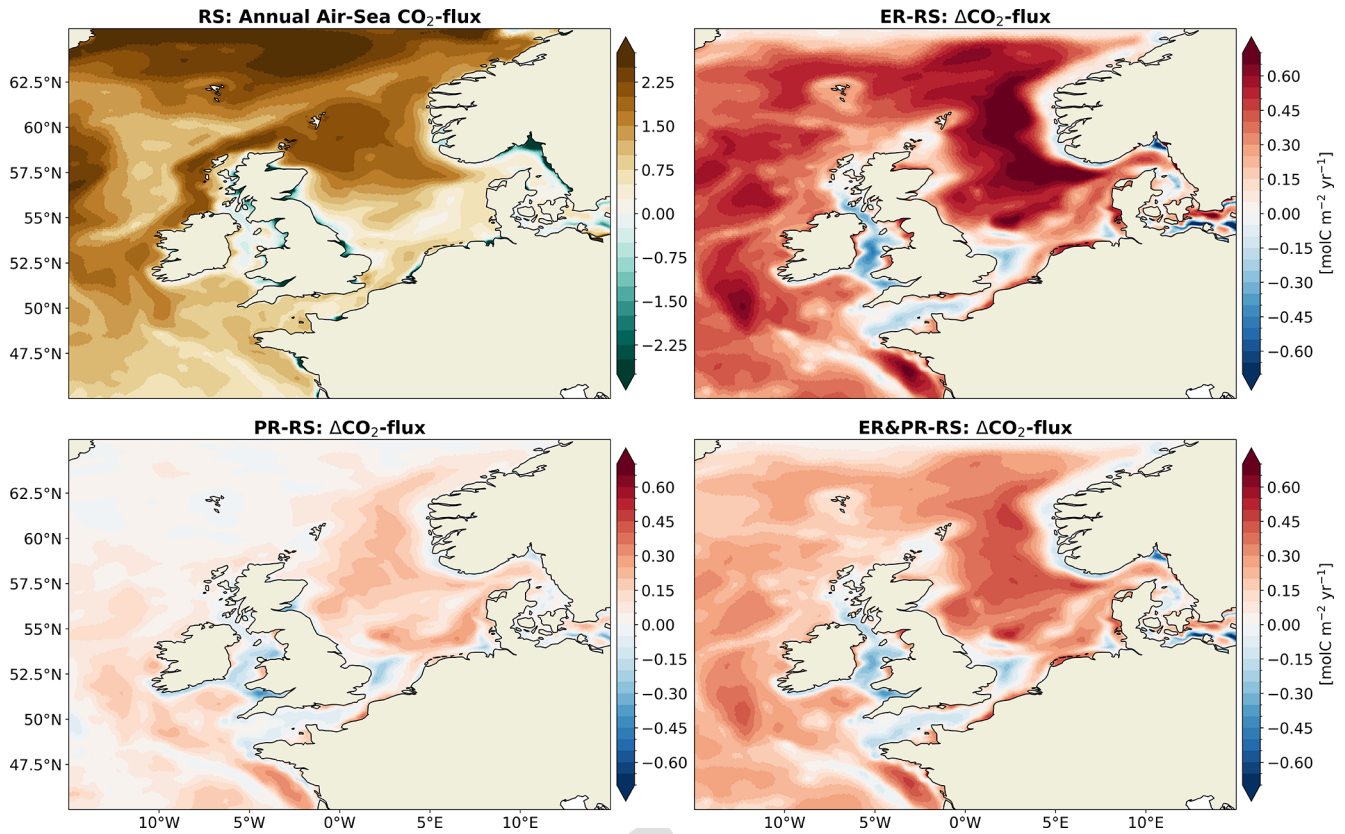 RS: Annual Air-Sea CO₂-flux
ER-RS: ΔCO₂-flux
62.5°N
60°N
57.5°N
55°N
52.5°N
50°N
47.5°N
2.25
1.50
0.75
0.00
−0.75
−1.50
−2.25
0.60
0.45
0.30
0.15
0.00
−0.15
−0.30
−0.45
−0.60
[molC m⁻² yr⁻¹]
PR-RS: ΔCO₂-flux
ER&PR-RS: ΔCO₂-flux
62.5°N
60°N
57.5°N
55°N
52.5°N
50°N
47.5°N
10°W
5°W
0°W
5°E
10°E
0.60
0.45
0.30
0.15
0.00
−0.15
−0.30
−0.45
−0.60
10°W
5°W
0°W
5°E
10°E
0.60
0.45
0.30
0.15
0.00
−0.15
−0.30
−0.45
−0.60
[molC m⁻² yr⁻¹]